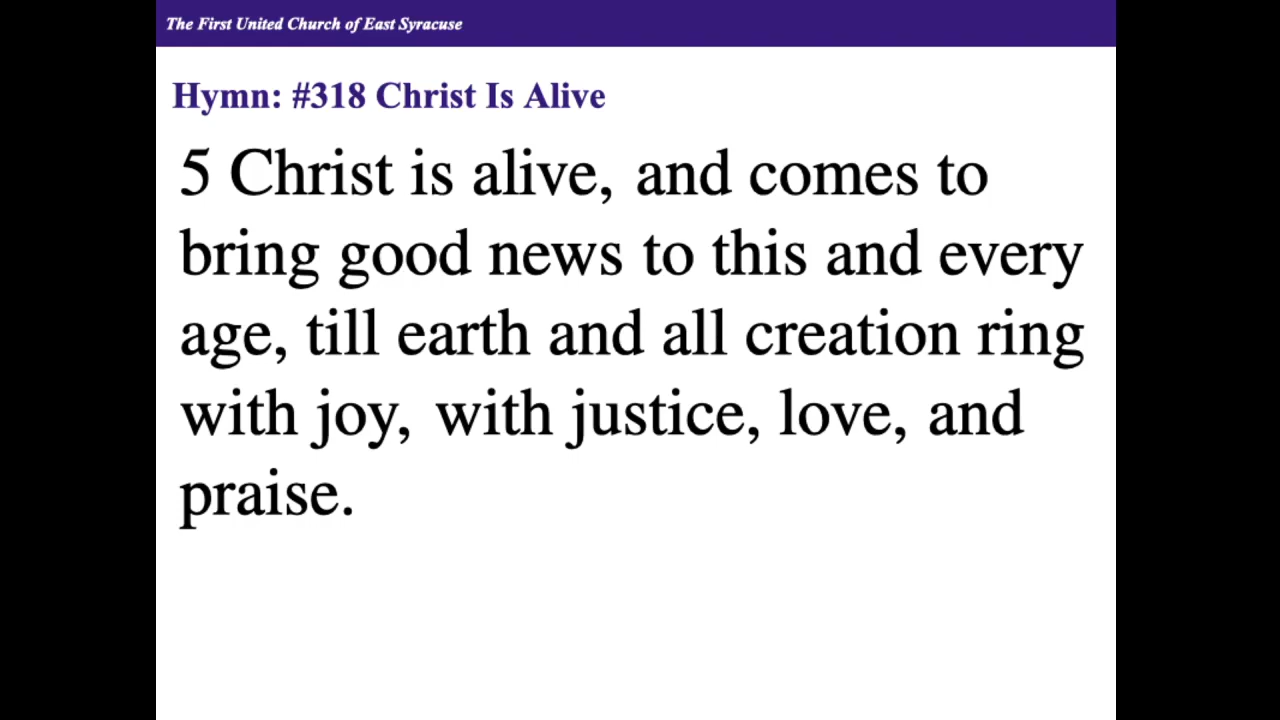 The First United Church of East Syracuse
Hymn: #318 Christ Is Alive
5 Christ is alive, and comes to
bring good news to this and every
age, till earth and all creation ring
with joy, with justice, love, and
praise.